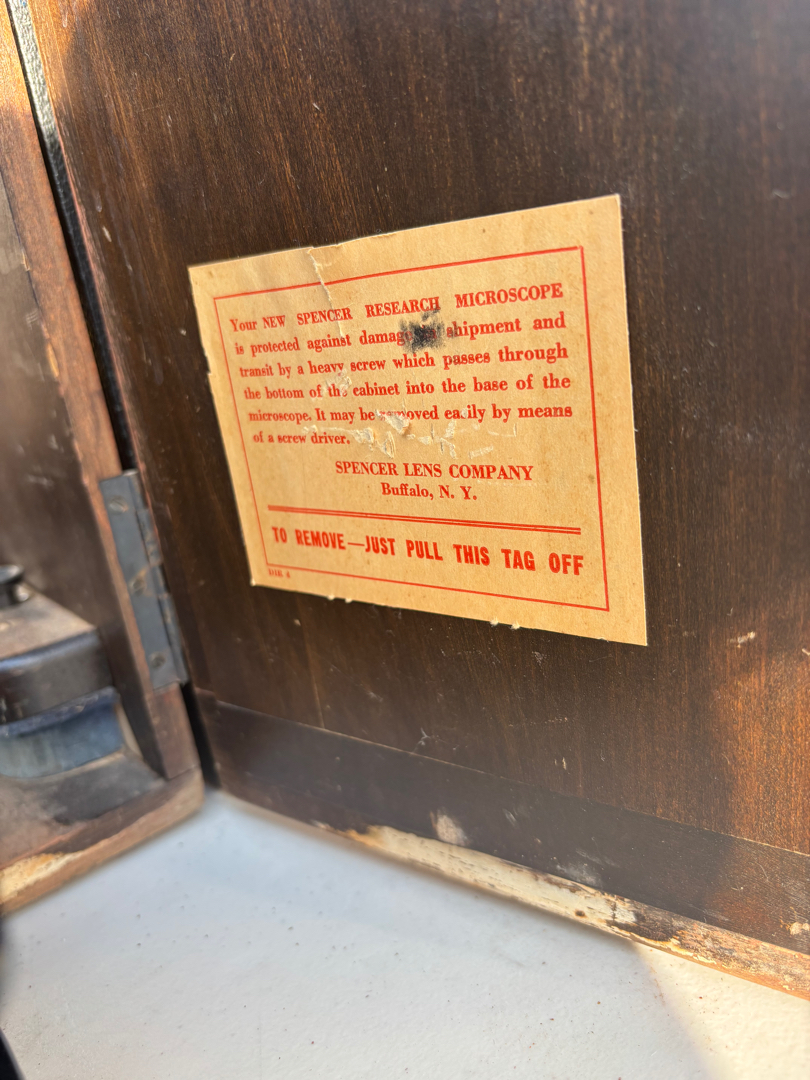 Your NEW SPENCER RESEARCH MICROSCOPE
is protected against shipment and
transit by a heavy screw which passes through
the bottom of the cabinet into the base of the
microscope. It may be removed easily by means
of a screw driver.
SPENCER LENS COMPANY
Buffalo, N. Y.
TO REMOVE—JUST PULL THIS TAG OFF